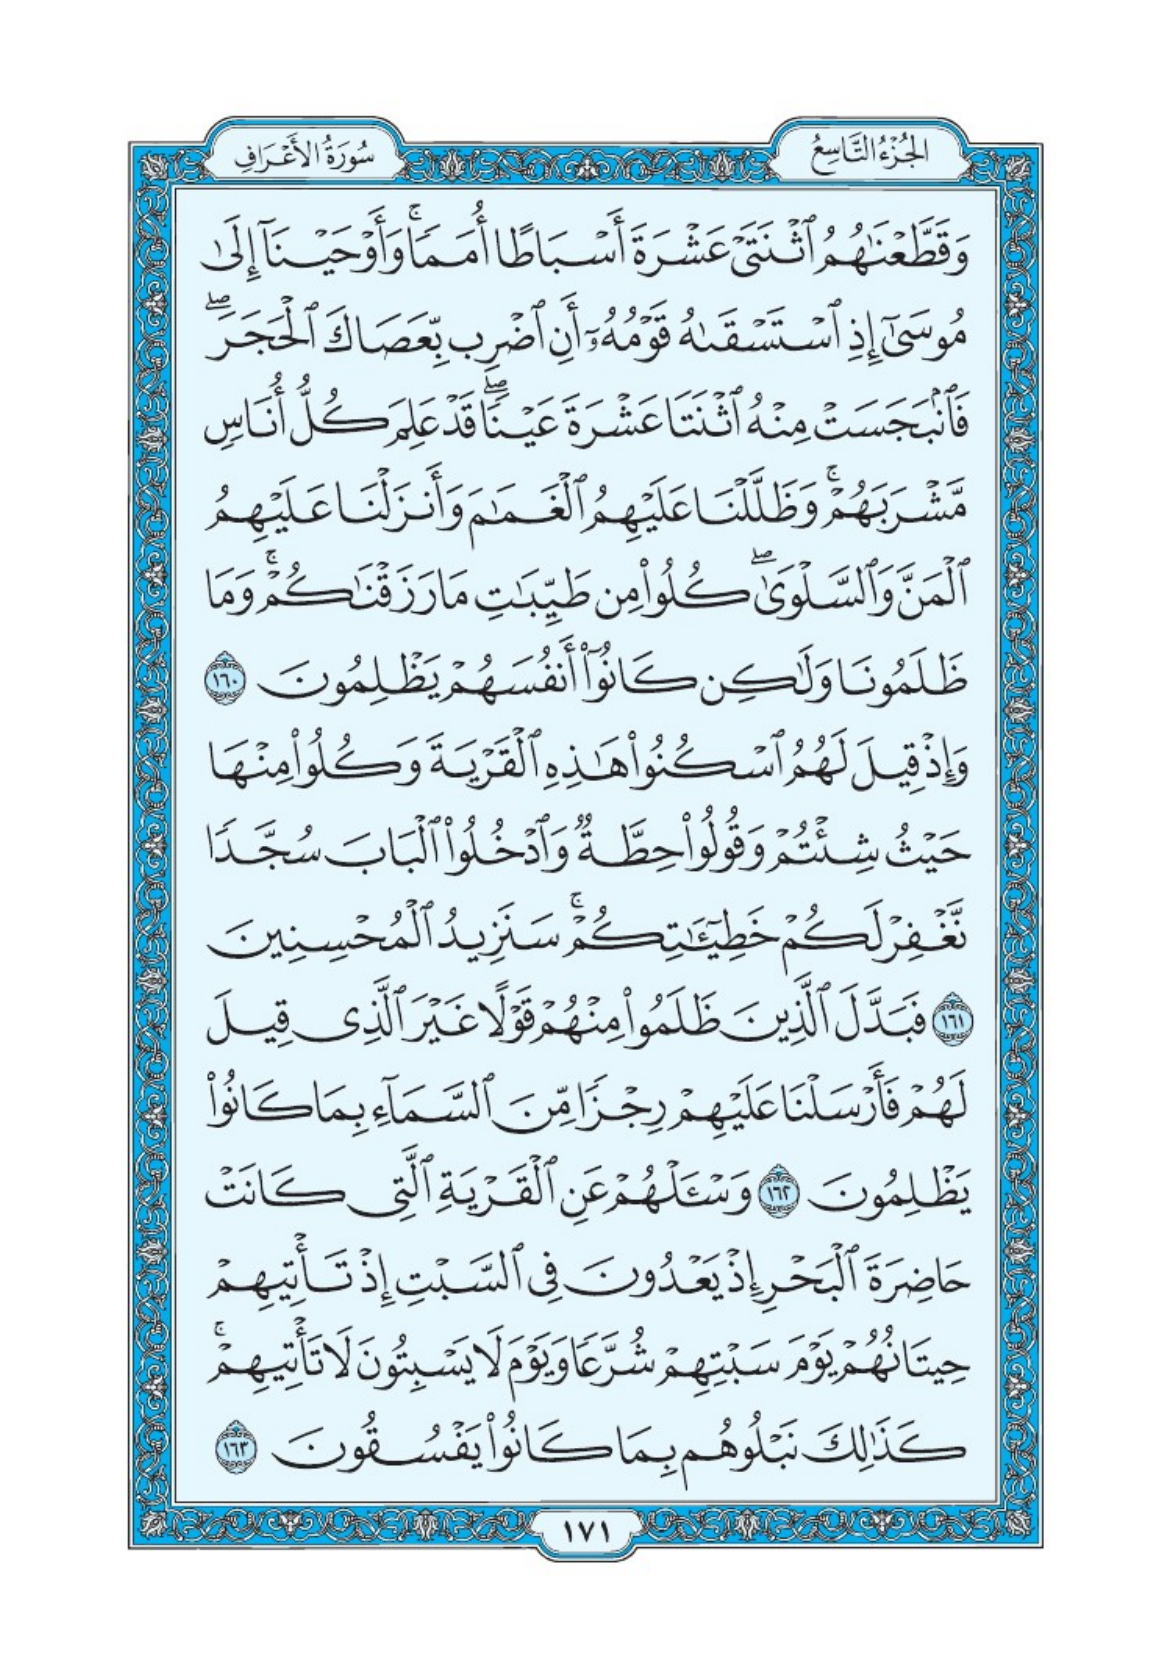 الجُزْءُ التَّاسِعُ
سُورَةُ الأَعْرَافِ
وَقَطَّعْنَٰهُمُ ٱثْنَتَىْ عَشْرَةَ أَسْبَاطًا أُمَمًاۚ وَأَوْحَيْنَآ إِلَىٰ
مُوسَىٰٓ إِذِ ٱسْتَسْقَىٰهُ قَوْمُهُۥٓ أَنِ ٱضْرِب بِّعَصَاكَ ٱلْحَجَرَۖ
فَٱنۢبَجَسَتْ مِنْهُ ٱثْنَتَا عَشْرَةَ عَيْنًاۖ قَدْ عَلِمَ كُلُّ أُنَاسٍ
مَّشْرَبَهُمْۚ وَظَلَّلْنَا عَلَيْهِمُ ٱلْغَمَٰمَ وَأَنزَلْنَا عَلَيْهِمُ
ٱلْمَنَّ وَٱلسَّلْوَىٰۖ كُلُوا۟ مِن طَيِّبَٰتِ مَا رَزَقْنَٰكُمْۚ وَمَا
ظَلَمُونَا وَلَٰكِن كَانُوٓا۟ أَنفُسَهُمْ يَظْلِمُونَ ١٦٠
وَإِذْ قِيلَ لَهُمُ ٱسْكُنُوا۟ هَٰذِهِ ٱلْقَرْيَةَ وَكُلُوا۟ مِنْهَا
حَيْثُ شِئْتُمْ وَقُولُوا۟ حِطَّةٌ وَٱدْخُلُوا۟ ٱلْبَابَ سُجَّدًا
نَّغْفِرْ لَكُمْ خَطِيٓـَٰٔتِكُمْۚ سَنَزِيدُ ٱلْمُحْسِنِينَ
١٦١ فَبَدَّلَ ٱلَّذِينَ ظَلَمُوا۟ مِنْهُمْ قَوْلًا غَيْرَ ٱلَّذِى قِيلَ
لَهُمْ فَأَرْسَلْنَا عَلَيْهِمْ رِجْزًا مِّنَ ٱلسَّمَآءِ بِمَا كَانُوا۟
يَظْلِمُونَ ١٦٢ وَسْـَٔلْهُمْ عَنِ ٱلْقَرْيَةِ ٱلَّتِى كَانَتْ
حَاضِرَةَ ٱلْبَحْرِ إِذْ يَعْدُونَ فِى ٱلسَّبْتِ إِذْ تَأْتِيهِمْ
حِيتَانُهُمْ يَوْمَ سَبْتِهِمْ شُرَّعًا وَيَوْمَ لَا يَسْبِتُونَ لَا تَأْتِيهِمْۚ
كَذَٰلِكَ نَبْلُوهُم بِمَا كَانُوا۟ يَفْسُقُونَ ١٦٣
١٧١